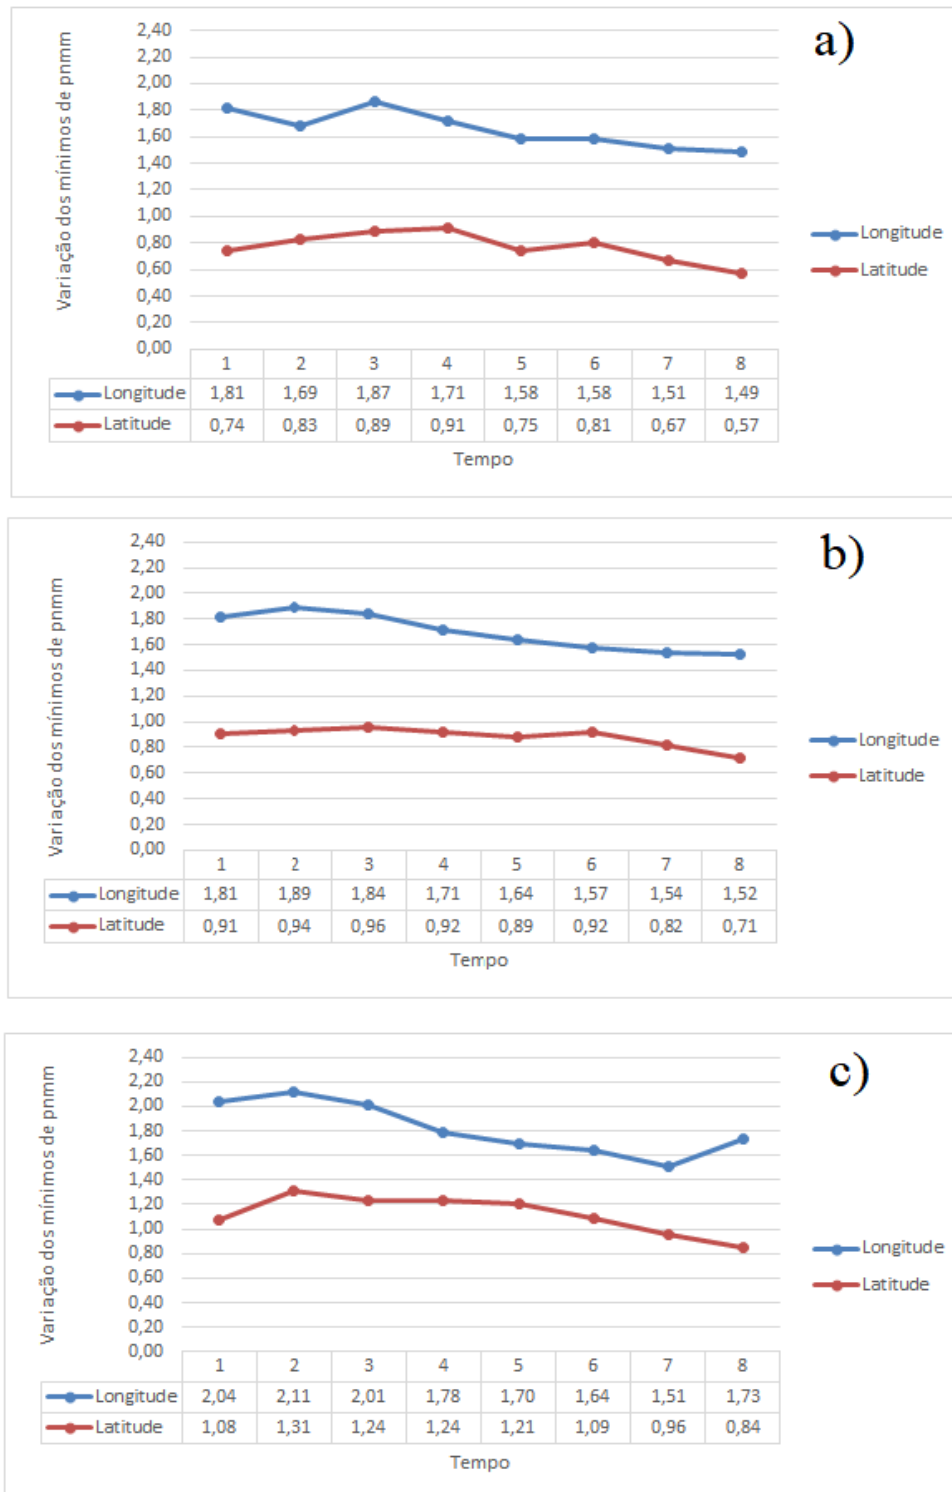 a)
Variação dos mínimos de pnmm
2,40
2,20
2,00
1,80
1,60
1,40
1,20
1,00
0,80
0,60
0,40
0,20
0,00
Longitude
Latitude
1 2 3 4 5 6 7 8
Longitude 1,81 1,69 1,87 1,71 1,58 1,58 1,51 1,49
Latitude 0,74 0,83 0,89 0,91 0,75 0,81 0,67 0,57
Tempo
b)
Variação dos mínimos de pnmm
2,40
2,20
2,00
1,80
1,60
1,40
1,20
1,00
0,80
0,60
0,40
0,20
0,00
Longitude
Latitude
1 2 3 4 5 6 7 8
Longitude 1,81 1,89 1,84 1,71 1,64 1,57 1,54 1,52
Latitude 0,91 0,94 0,96 0,92 0,89 0,92 0,82 0,71
Tempo
c)
Variação dos mínimos de pnmm
2,40
2,20
2,00
1,80
1,60
1,40
1,20
1,00
0,80
0,60
0,40
0,20
0,00
Longitude
Latitude
1 2 3 4 5 6 7 8
Longitude 2,04 2,11 2,01 1,78 1,70 1,64 1,51 1,73
Latitude 1,08 1,31 1,24 1,24 1,21 1,09 0,96 0,84
Tempo